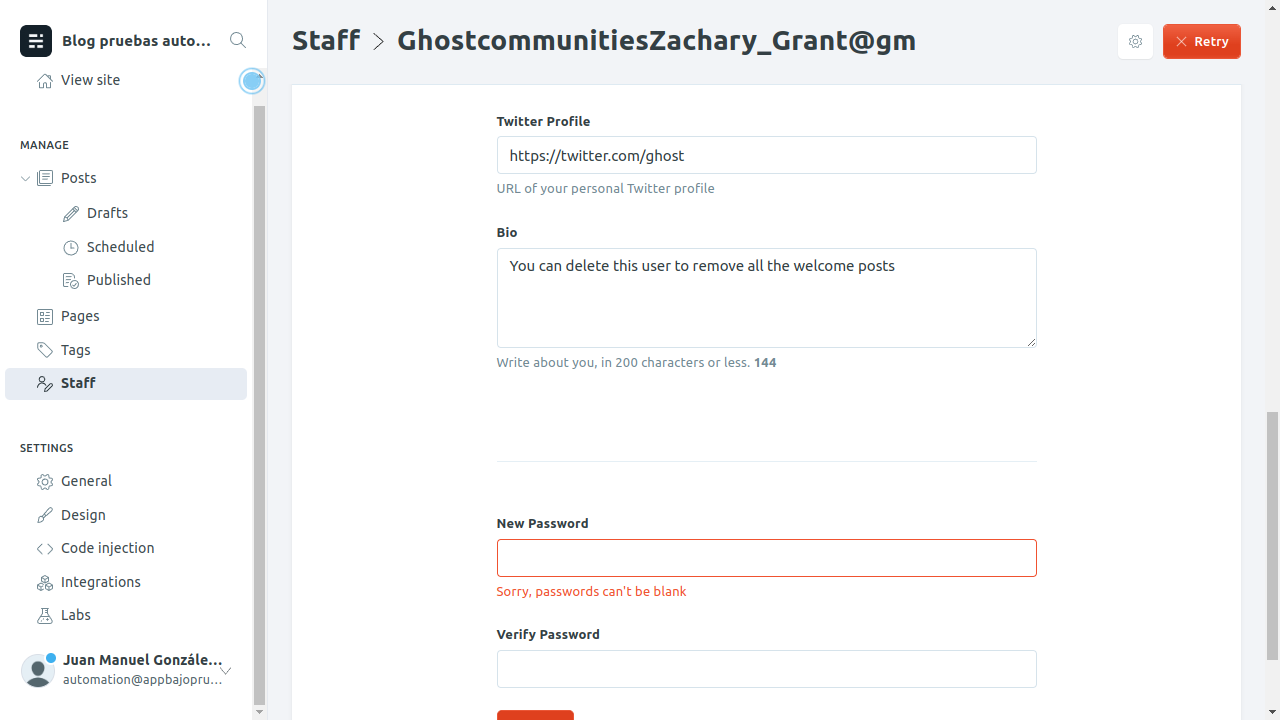 Blog pruebas auto...
View site
MANAGE
Posts
Drafts
Scheduled
Published
Pages
Tags
Staff
SETTINGS
General
Design
Code injection
Integrations
Labs
Juan Manuel Gonzále...
automation@appbajopru...
Staff > GhostcommunitiesZachary_Grant@gm
Retry
Twitter Profile
https://twitter.com/ghost
URL of your personal Twitter profile
Bio
You can delete this user to remove all the welcome posts
Write about you, in 200 characters or less. 144
New Password
Sorry, passwords can't be blank
Verify Password